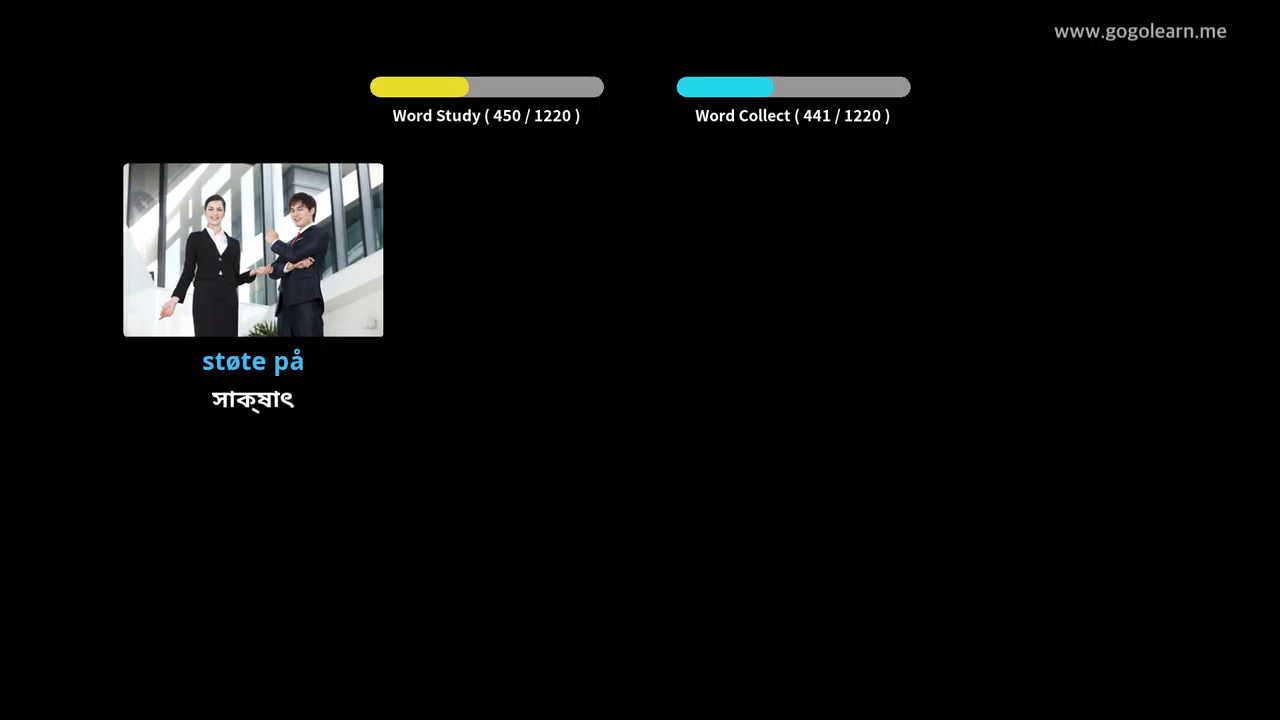 www.gogolearn.me
Word Study ( 450 / 1220 )
Word Collect ( 441 / 1220 )
støte på
সাক্ষাৎ